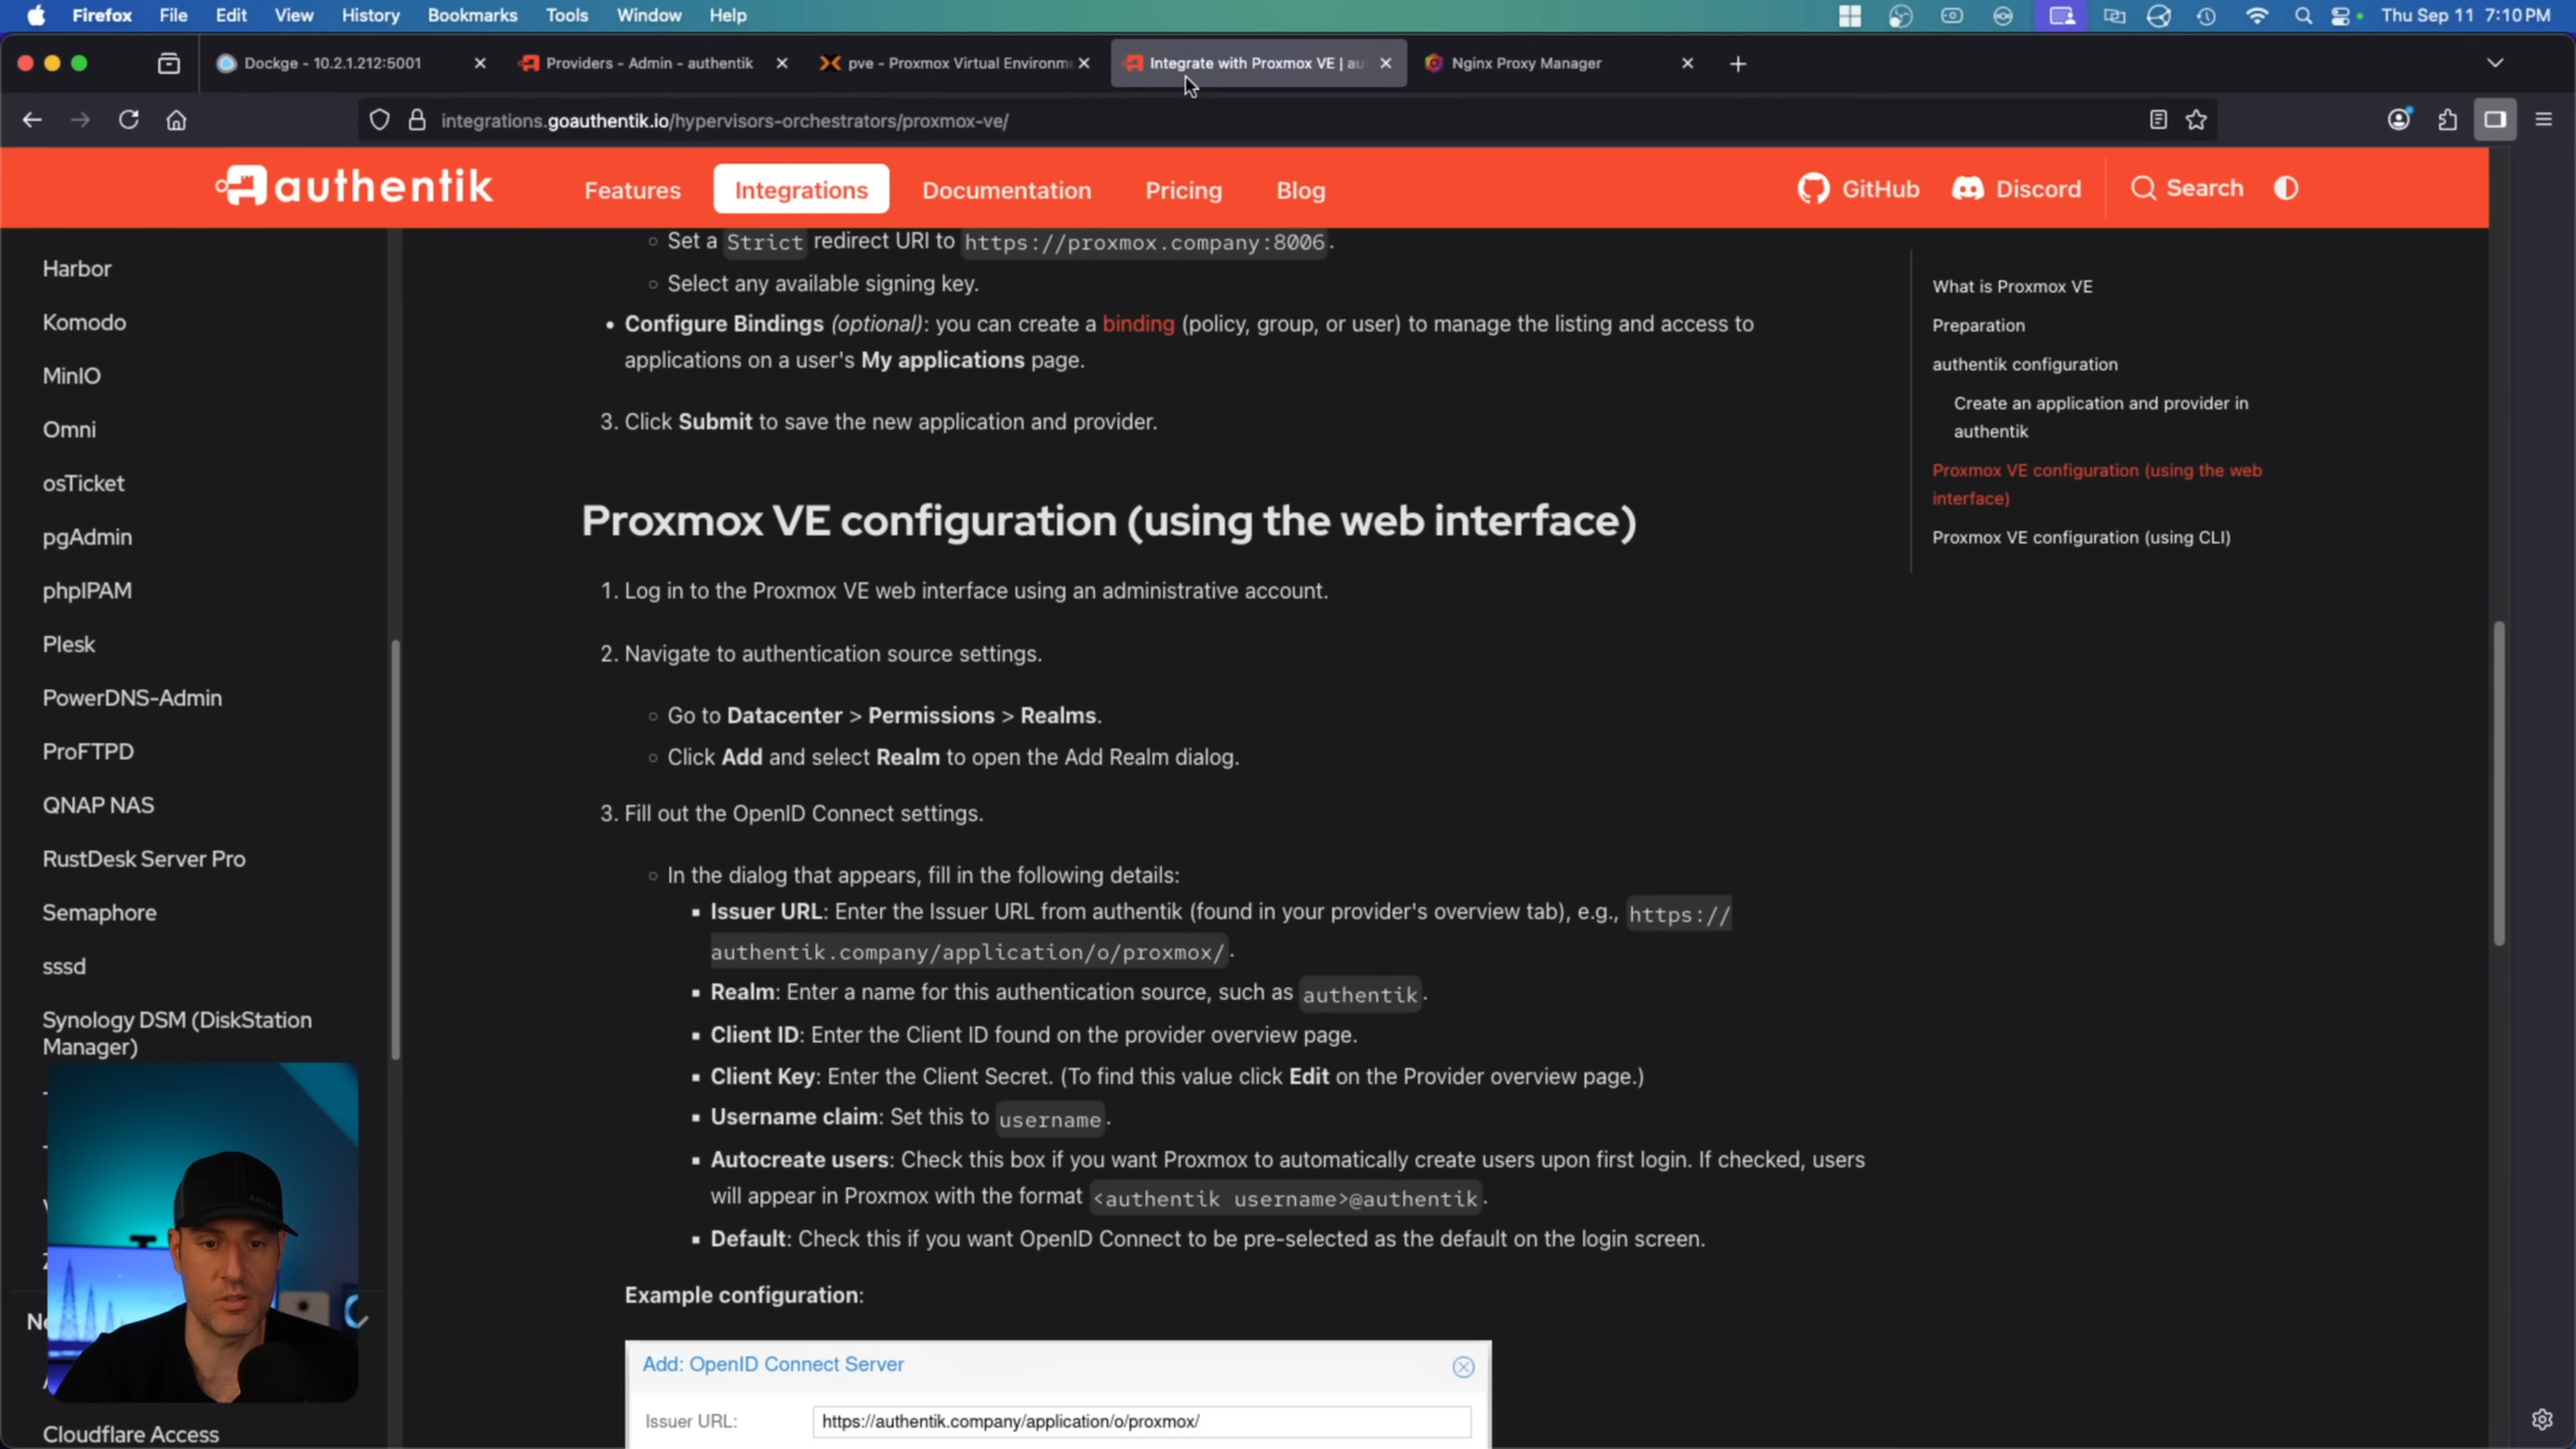 Firefox File Edit View History Bookmarks Tools Window Help Thu Sep 11 7:10 PM
Dockge - 10.2.1.212:5001 Providers - Admin - authentik pve - Proxmox Virtual Environm Integrate with Proxmox VE | au Nginx Proxy Manager
integrations.goauthentik.io/hypervisors-orchestrators/proxmox-ve/
authentik Features Integrations Documentation Pricing Blog GitHub Discord Search
Harbor
Komodo
MinIO
Omni
osTicket
pgAdmin
phpIPAM
Plesk
PowerDNS-Admin
ProFTPD
QNAP NAS
RustDesk Server Pro
Semaphore
sssd
Synology DSM (DiskStation
Manager)
Cloudflare Access
Set a Strict redirect URI to https://proxmox.company:8006.
Select any available signing key.
Configure Bindings (optional): you can create a binding (policy, group, or user) to manage the listing and access to
applications on a user's My applications page.
3. Click Submit to save the new application and provider.
Proxmox VE configuration (using the web interface)
1. Log in to the Proxmox VE web interface using an administrative account.
2. Navigate to authentication source settings.
Go to Datacenter > Permissions > Realms.
Click Add and select Realm to open the Add Realm dialog.
3. Fill out the OpenID Connect settings.
In the dialog that appears, fill in the following details:
Issuer URL: Enter the Issuer URL from authentik (found in your provider's overview tab), e.g., https://
authentik.company/application/o/proxmox/.
Realm: Enter a name for this authentication source, such as authentik.
Client ID: Enter the Client ID found on the provider overview page.
Client Key: Enter the Client Secret. (To find this value click Edit on the Provider overview page.)
Username claim: Set this to username.
Autocreate users: Check this box if you want Proxmox to automatically create users upon first login. If checked, users
will appear in Proxmox with the format <authentik username>@authentik.
Default: Check this if you want OpenID Connect to be pre-selected as the default on the login screen.
Example configuration:
Add: OpenID Connect Server
Issuer URL: https://authentik.company/application/o/proxmox/
What is Proxmox VE
Preparation
authentik configuration
Create an application and provider in
authentik
Proxmox VE configuration (using the web
interface)
Proxmox VE configuration (using CLI)